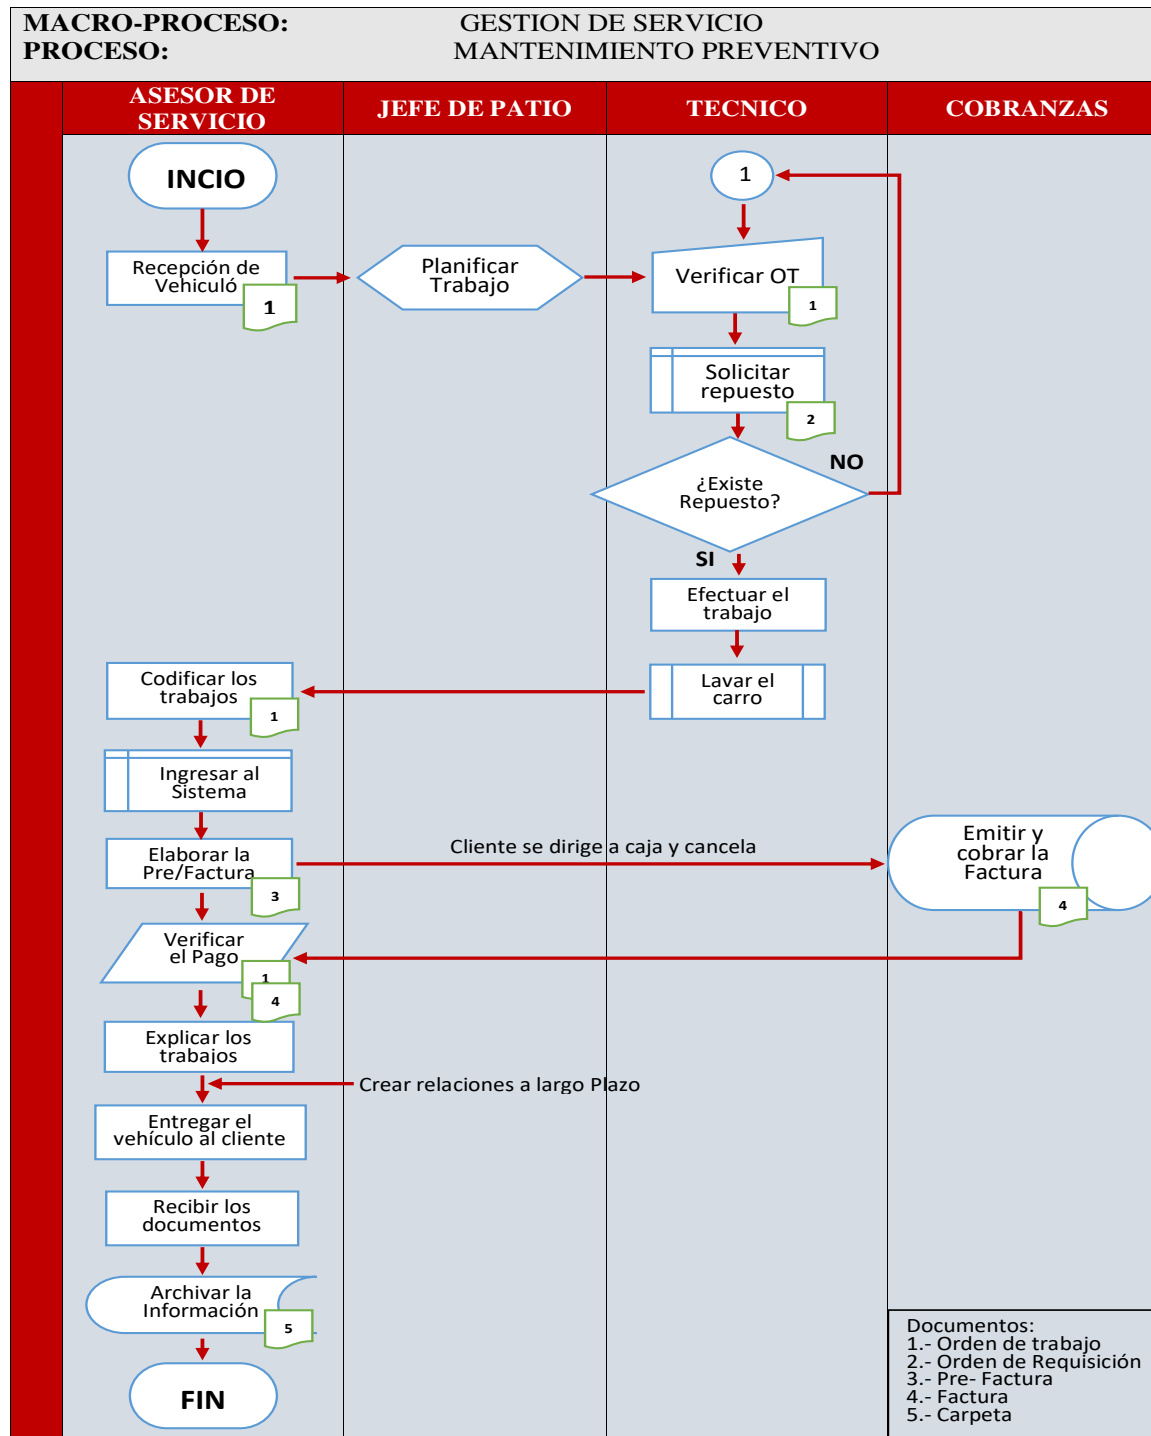 MACRO-PROCESO: GESTION DE SERVICIO
PROCESO: MANTENIMIENTO PREVENTIVO
ASESOR DE
SERVICIO
JEFE DE PATIO
TECNICO
COBRANZAS
INCIO
1
Recepción de
Vehiculó
1
Planificar
Trabajo
Verificar OT
1
Solicitar
repuesto
2
¿Existe
Repuesto?
NO
SI
Efectuar el
trabajo
Lavar el
carro
Codificar los
trabajos
1
Ingresar al
Sistema
Elaborar la
Pre/Factura
3
Cliente se dirige a caja y cancela
Emitir y
cobrar la
Factura
4
Verificar
el Pago
1
4
Explicar los
trabajos
Crear relaciones a largo Plazo
Entregar el
vehículo al cliente
Recibir los
documentos
Archivar la
Información
5
FIN
Documentos:
1.- Orden de trabajo
2.- Orden de Requisición
3.- Pre- Factura
4.- Factura
5.- Carpeta